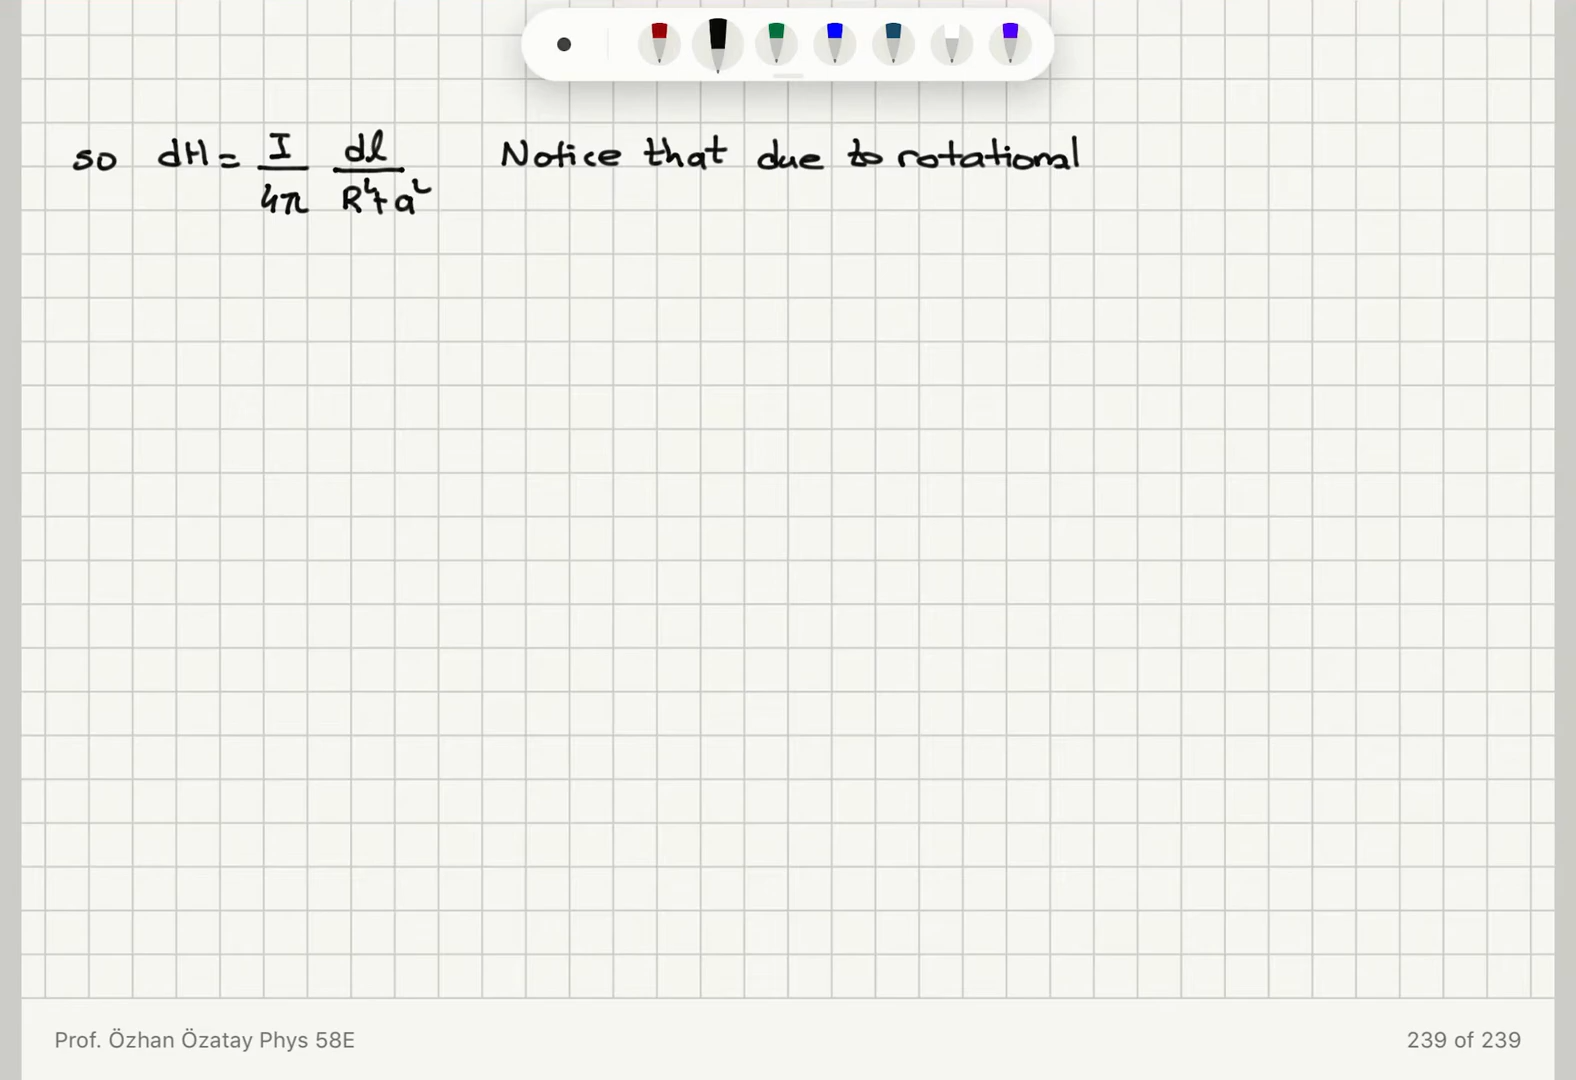 so dH = I/4π dl/R²+a² Notice that due to rotational
Prof. Özhan Özatay Phys 58E
239 of 239